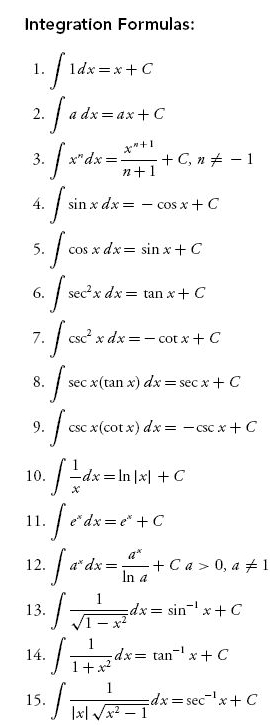 Integration Formulas:
1. ∫ 1dx = x + C
2. ∫ a dx = ax + C
3. ∫ xⁿdx = xⁿ⁺¹/n+1 + C, n ≠ − 1
4. ∫ sin x dx = − cos x + C
5. ∫ cos x dx = sin x + C
6. ∫ sec²x dx = tan x + C
7. ∫ csc² x dx = − cot x + C
8. ∫ sec x(tan x) dx = sec x + C
9. ∫ csc x(cot x) dx = −csc x + C
10. ∫ 1/x dx = ln |x| + C
11. ∫ eˣ dx = eˣ + C
12. ∫ aˣ dx = aˣ/ln a + C a > 0, a ≠ 1
13. ∫ 1/√(1 − x²) dx = sin⁻¹ x + C
14. ∫ 1/1 + x² dx = tan⁻¹ x + C
15. ∫ 1/|x| √(x² − 1) dx = sec⁻¹x + C